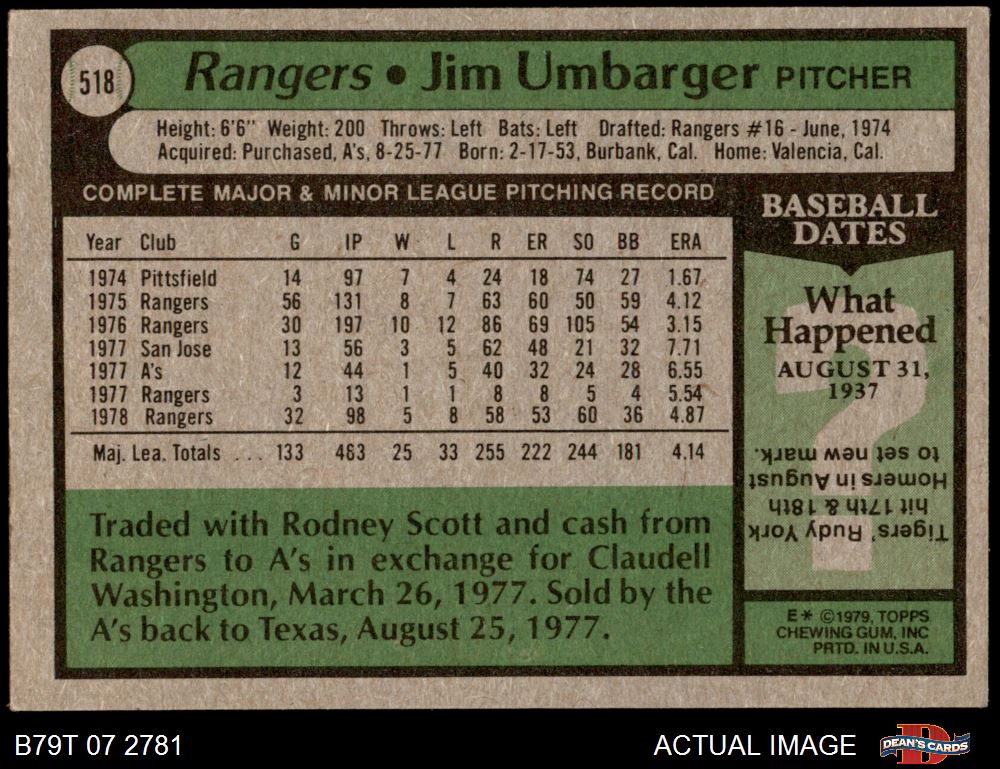 518
Rangers • Jim Umbarger PITCHER
Height: 6'6" Weight: 200 Throws: Left Bats: Left Drafted: Rangers #16 - June, 1974
Acquired: Purchased, A's, 8-25-77 Born: 2-17-53, Burbank, Cal. Home: Valencia, Cal.
COMPLETE MAJOR & MINOR LEAGUE PITCHING RECORD
Year Club G IP W L R ER SO BB ERA
1974 Pittsfield 14 97 7 4 24 18 74 27 1.67
1975 Rangers 56 131 8 7 63 60 50 59 4.12
1976 Rangers 30 197 10 12 86 69 105 54 3.15
1977 San Jose 13 56 3 5 62 48 21 32 7.71
1977 A's 12 44 1 5 40 32 24 28 6.55
1977 Rangers 3 13 1 1 8 8 5 4 5.54
1978 Rangers 32 98 5 8 58 53 60 36 4.87
Maj. Lea. Totals ... 133 483 25 33 255 222 244 181 4.14
Traded with Rodney Scott and cash from
Rangers to A's in exchange for Claudell
Washington, March 26, 1977. Sold by the
A's back to Texas, August 25, 1977.
BASEBALL
DATES
What
Happened
AUGUST 31,
1937
?
Tigers' Rudy York
hit 17th & 18th
Homers in August
to set new mark.
E* ©1979, TOPPS
CHEWING GUM, INC
PRTD. IN U.S.A.
B79T 07 2781
ACTUAL IMAGE
D
DEAN'S CARDS